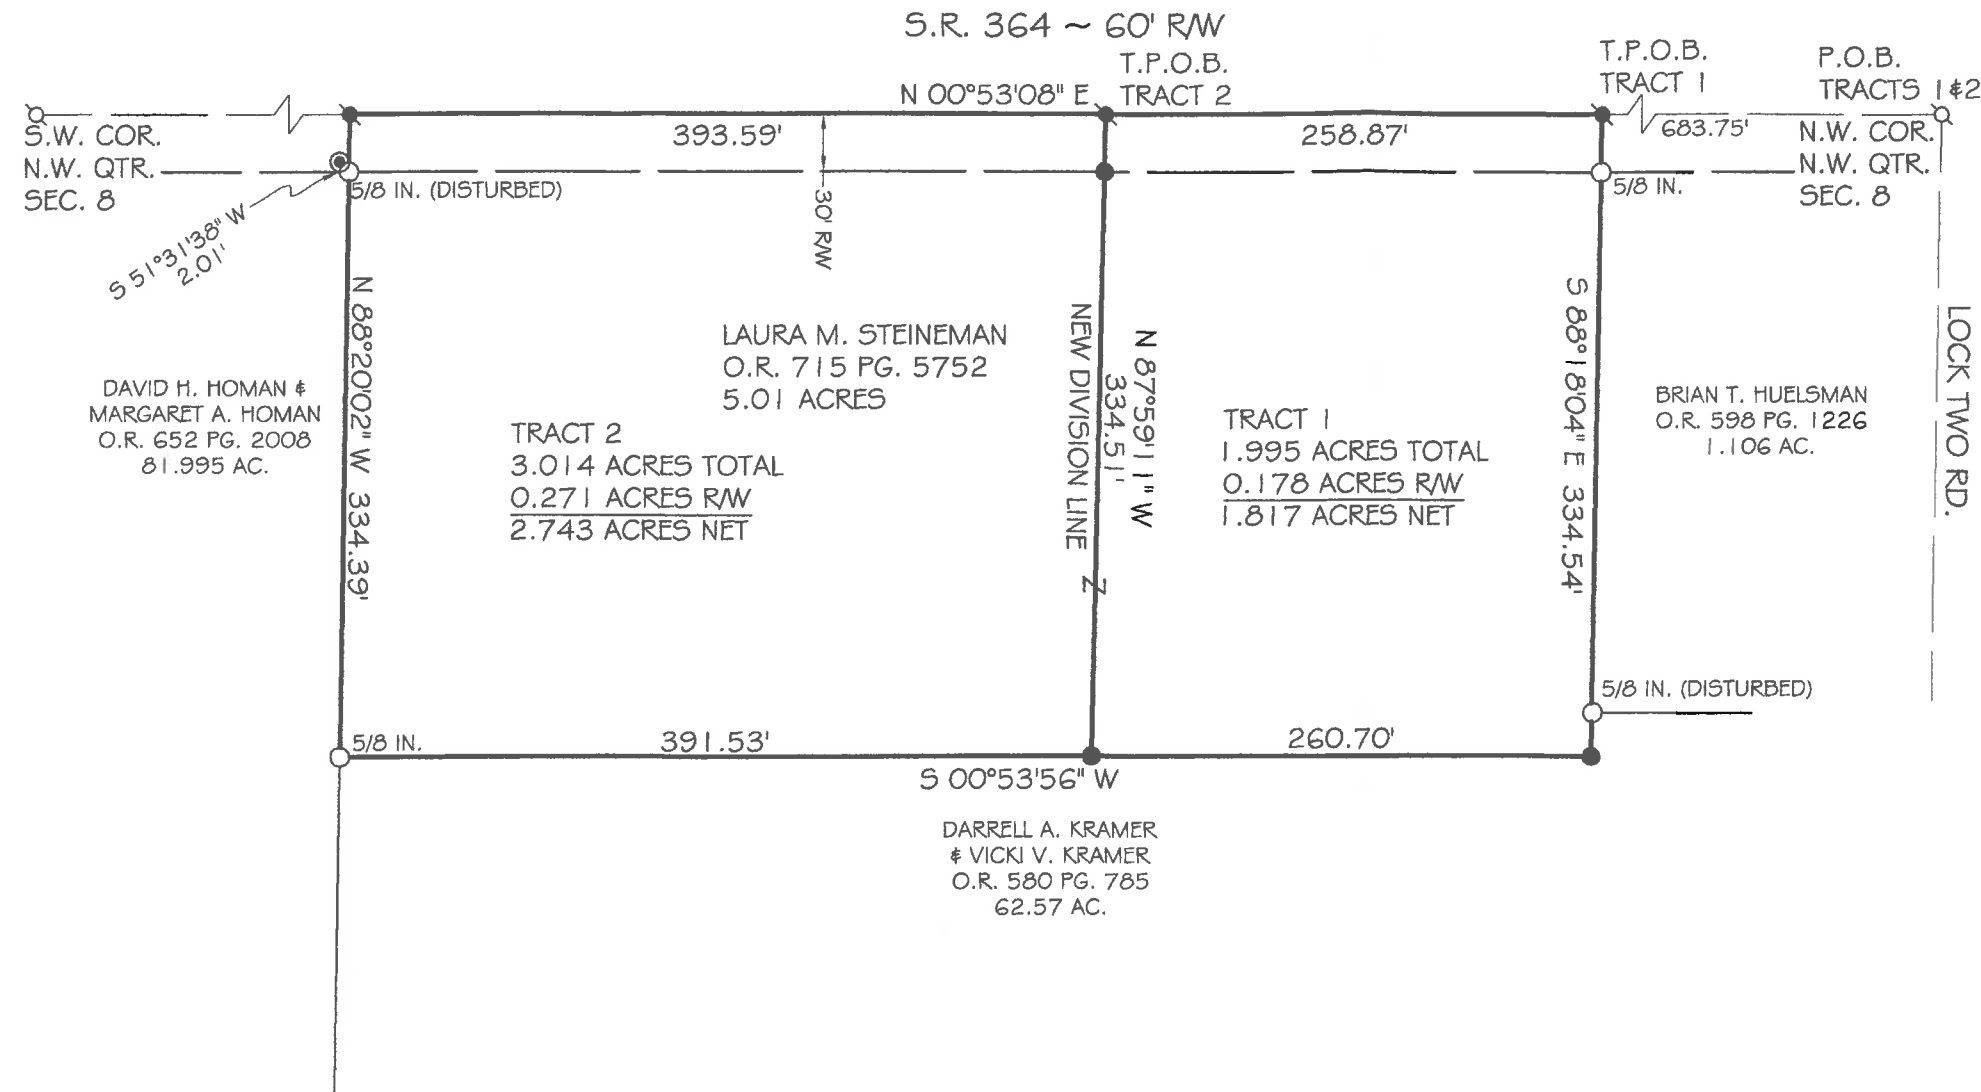 S.R. 364 ~ 60' R/W
T.P.O.B.
TRACT 2
T.P.O.B.
TRACT 1
P.O.B.
TRACTS 1 & 2
N 00°53'08" E
393.59'
258.87'
683.75'
S.W. COR.
N.W. QTR.
SEC. 8
N.W. COR.
N.W. QTR.
SEC. 8
5/8 IN. (DISTURBED)
5/8 IN.
S 51°31'38" W
2.01'
30' R/W
N 88°20'02" W 334.39'
LAURA M. STEINEMAN
O.R. 715 PG. 5752
5.01 ACRES
NEW DIVISION LINE
N 87°59'11" W
334.51'
Z
S 88°18'04" E 334.54'
LOCK TWO RD.
DAVID H. HOMAN &
MARGARET A. HOMAN
O.R. 652 PG. 2008
81.995 AC.
TRACT 2
3.014 ACRES TOTAL
0.271 ACRES R/W
2.743 ACRES NET
TRACT 1
1.995 ACRES TOTAL
0.178 ACRES R/W
1.817 ACRES NET
BRIAN T. HUELSMAN
O.R. 598 PG. 1226
1.106 AC.
5/8 IN. (DISTURBED)
5/8 IN.
391.53'
260.70'
S 00°53'56" W
DARRELL A. KRAMER
& VICKI V. KRAMER
O.R. 580 PG. 785
62.57 AC.